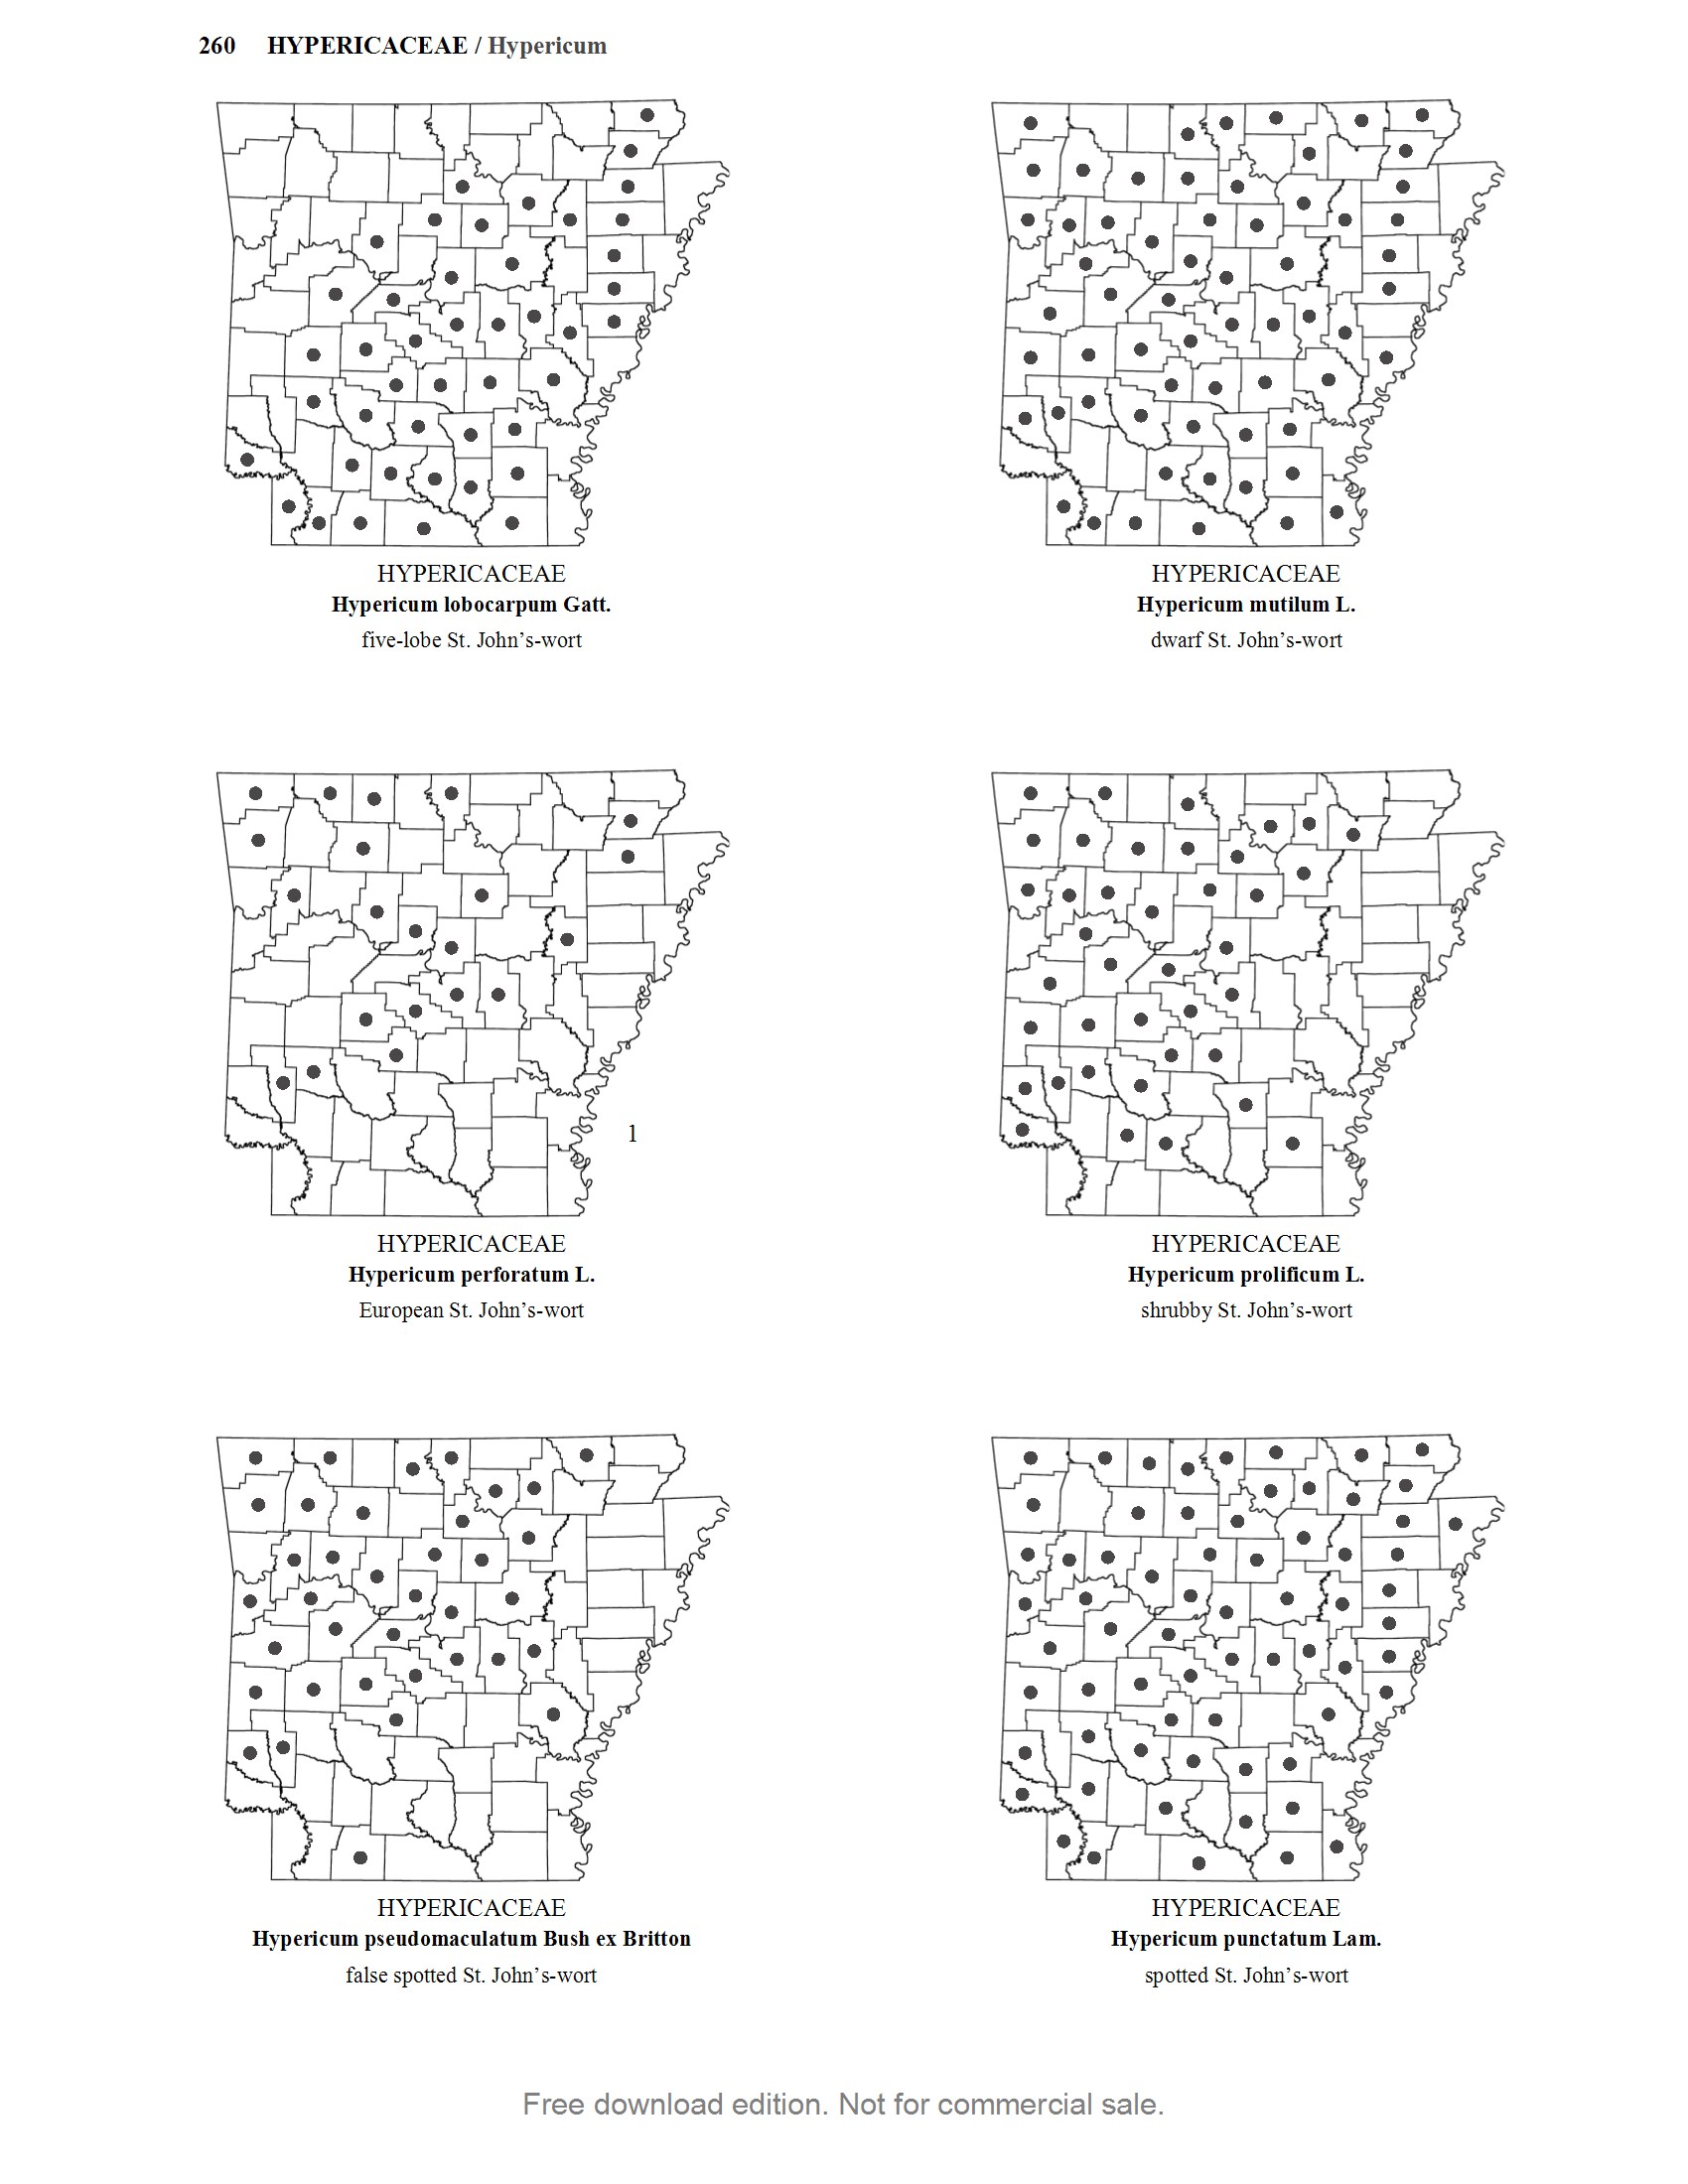 260 HYPERICACEAE / Hypericum
HYPERICACEAE
Hypericum lobocarpum Gatt.
five-lobe St. John’s-wort
HYPERICACEAE
Hypericum mutilum L.
dwarf St. John’s-wort
1
HYPERICACEAE
Hypericum perforatum L.
European St. John’s-wort
HYPERICACEAE
Hypericum prolificum L.
shrubby St. John’s-wort
HYPERICACEAE
Hypericum pseudomaculatum Bush ex Britton
false spotted St. John’s-wort
HYPERICACEAE
Hypericum punctatum Lam.
spotted St. John’s-wort
Free download edition. Not for commercial sale.